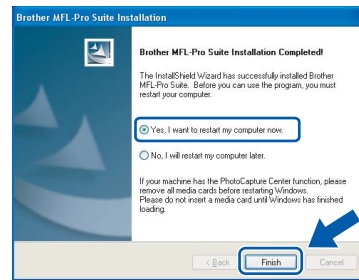 Brother MFL-Pro Suite Installation
Brother MFL-Pro Suite Installation Completed!
The InstallShield Wizard has successfully installed Brother
MFL-Pro Suite. Before you can use the program, you must
restart your computer.
Yes, I want to restart my computer now.
No, I will restart my computer later.
If your machine has the PhotoCapture Center function, please
remove all media cards before restarting Windows.
Please do not insert a media card until Windows has finished
loading.
< Back
Finish
Cancel